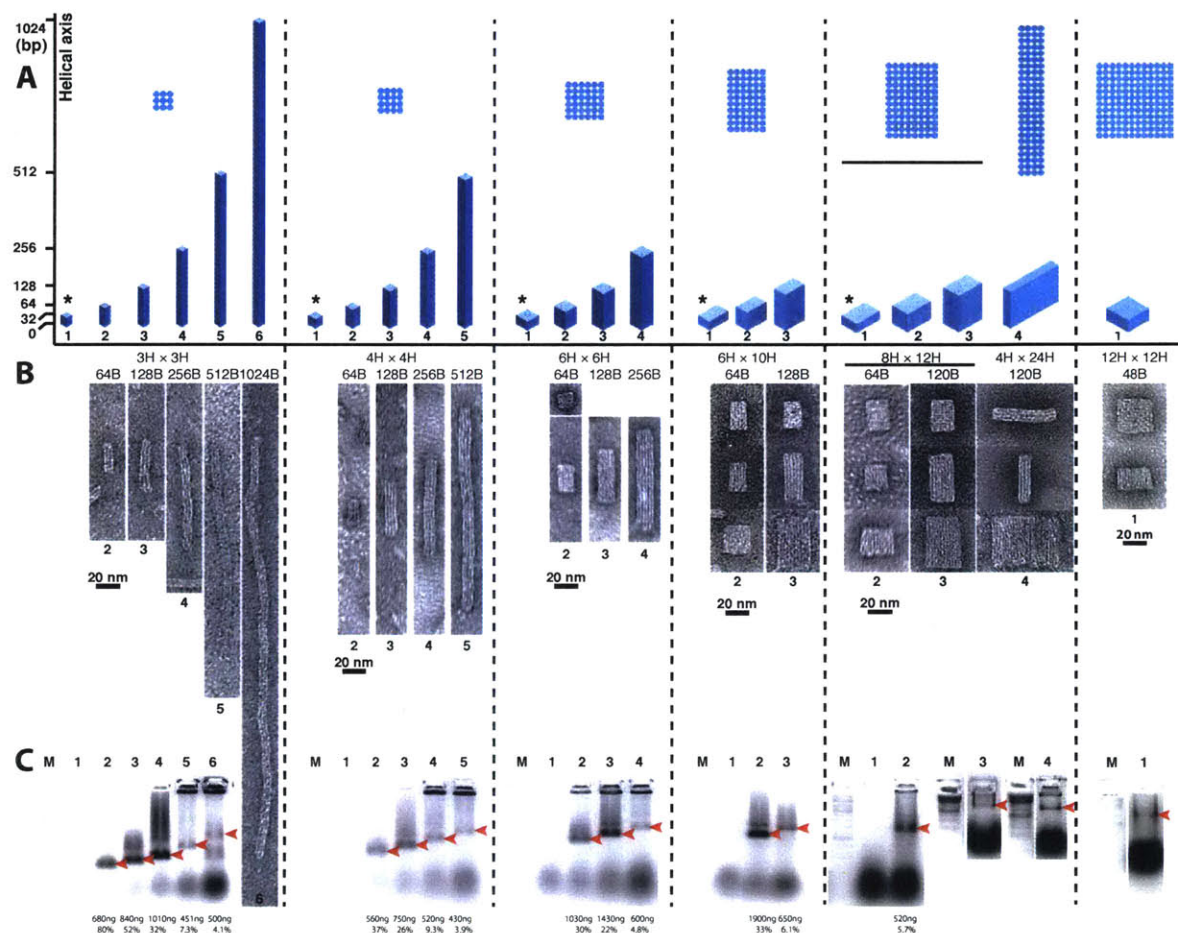 1024
(bp)
Helical axis
A
512
256
128
64
32
0
*
*
*
*
*
1 2 3 4 5 6
1 2 3 4 5
1 2 3 4
1 2 3
1 2 3 4
1
B
3H × 3H
4H × 4H
6H × 6H
6H × 10H
8H × 12H
4H × 24H
12H × 12H
64B 128B 256B 512B 1024B
64B 128B 256B 512B
64B 128B 256B
64B 128B
64B 120B
120B
48B
2 3 4 5 6
20 nm
2 3 4 5
20 nm
2 3 4
20 nm
2 3
20 nm
2 3 4
20 nm
1
20 nm
C
M 1 2 3 4 5 6
M 1 2 3 4 5
M 1 2 3 4
M 1 2 3
M 1 2 M 3 M 4
M 1
680ng 840ng 1010ng 451ng 500ng
80% 52% 32% 7.3% 4.1%
560ng 750ng 520ng 430ng
37% 26% 9.3% 3.9%
1030ng 1430ng 600ng
30% 22% 4.8%
1900ng 650ng
33% 6.1%
520ng
5.7%